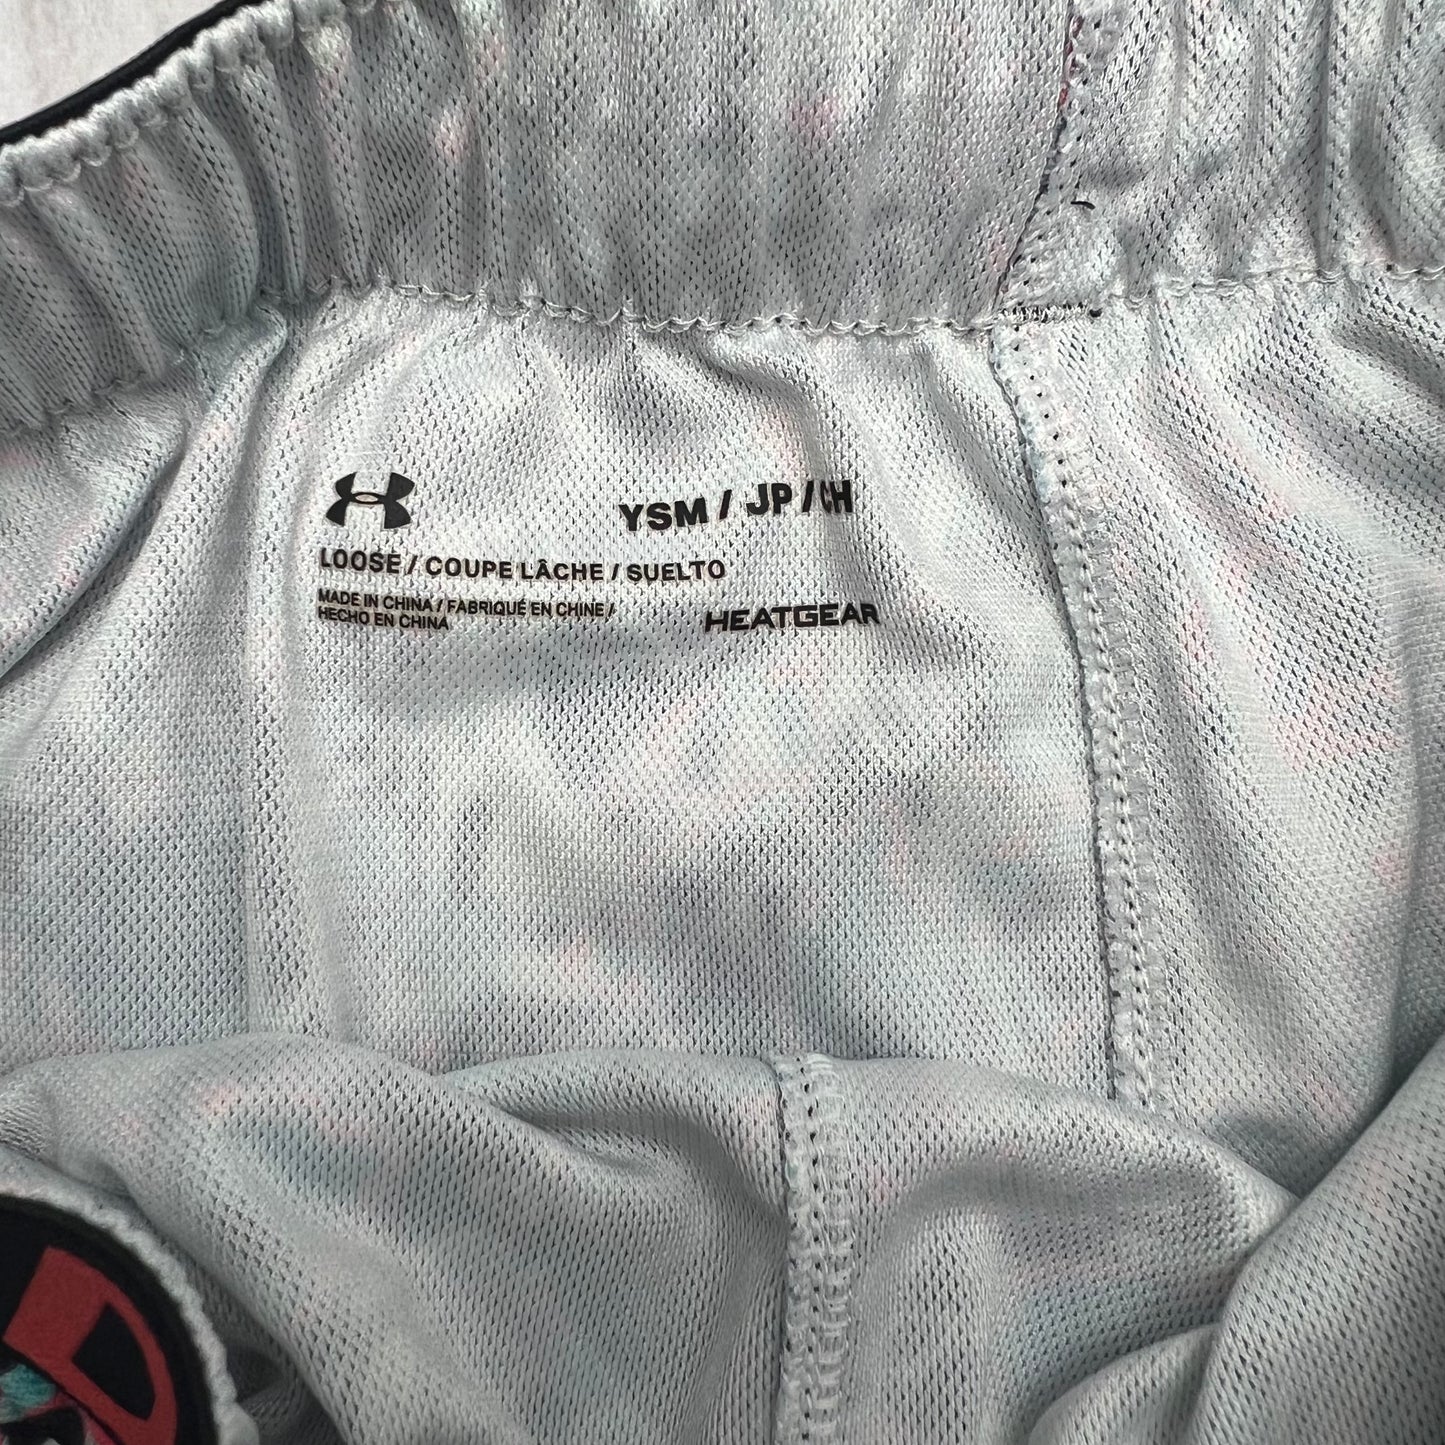 YSM / JP / CH
LOOSE / COUPE LÂCHE / SUELTO
MADE IN CHINA / FABRIQUÉ EN CHINE /
HECHO EN CHINA
HEATGEAR